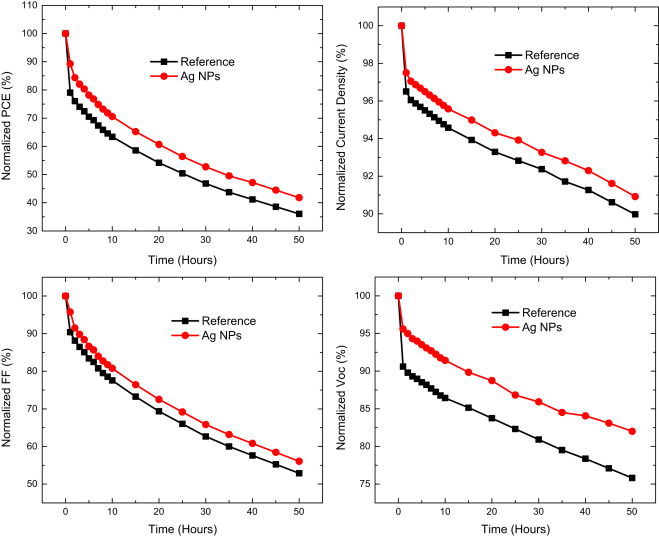 110
100
90
80
70
60
50
40
30
Normalized PCE (%)
Reference
Ag NPs
0 10 20 30 40 50
Time (Hours)
100
98
96
94
92
90
Normalized Current Density (%)
Reference
Ag NPs
0 10 20 30 40 50
Time (Hours)
100
90
80
70
60
50
Normalized FF (%)
Reference
Ag NPs
0 10 20 30 40 50
Time (Hours)
100
95
90
85
80
75
Normalized Voc (%)
Reference
Ag NPs
0 10 20 30 40 50
Time (Hours)